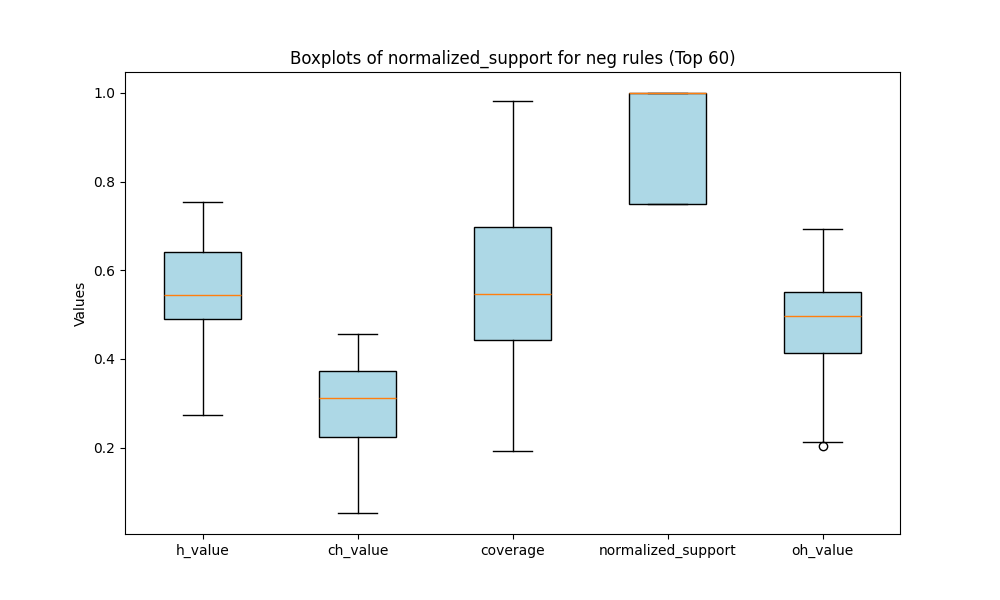 Boxplots of normalized_support for neg rules (Top 60)
1.0
0.8
0.6
0.4
0.2
Values
h_value
ch_value
coverage
normalized_support
oh_value